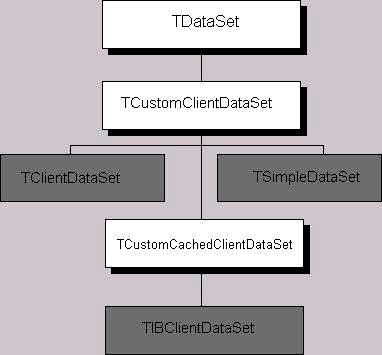 TDataSet
TCustomClientDataSet
TClientDataSet
TSimpleDataSet
TCustomCachedClientDataSet
TIBClientDataSet